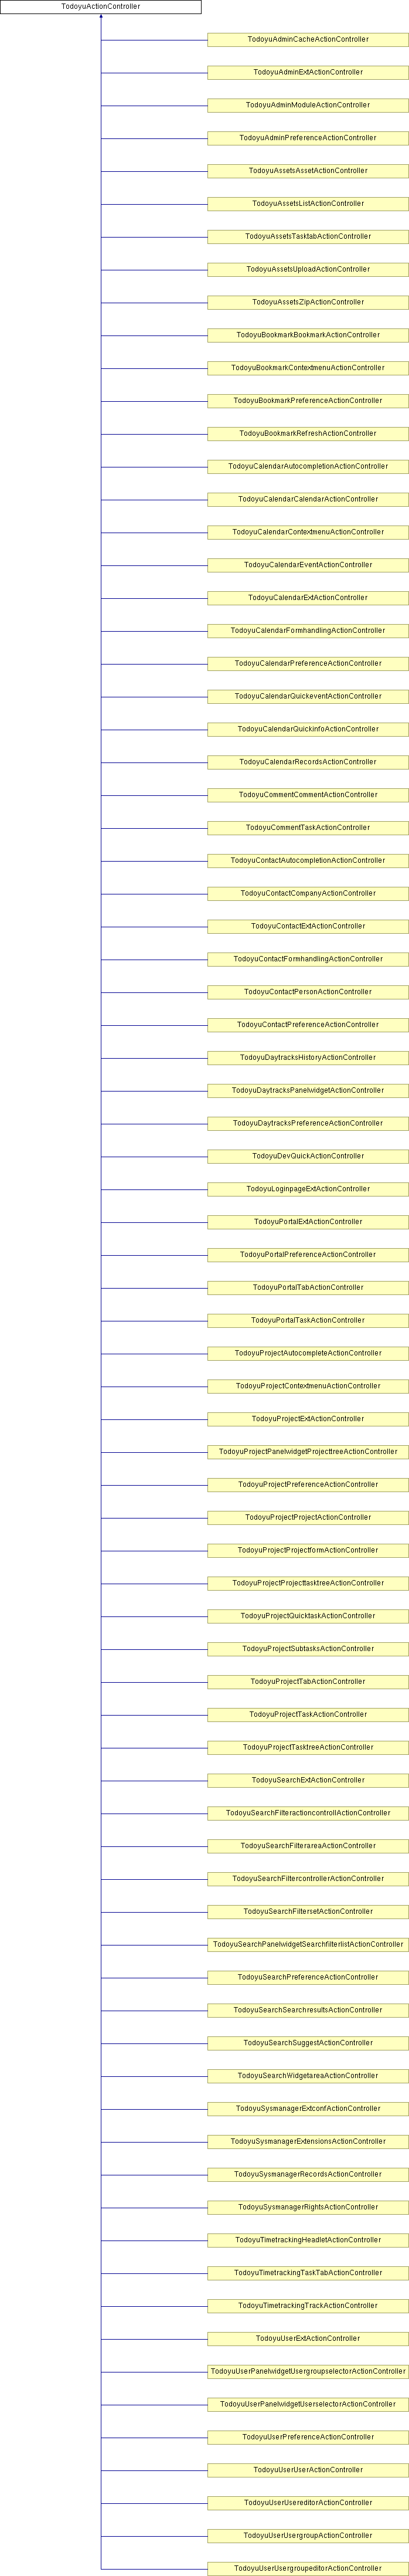 TodoyuActionController
TodoyuAdminCacheActionController
TodoyuAdminExtActionController
TodoyuAdminModuleActionController
TodoyuAdminPreferenceActionController
TodoyuAssetsAssetActionController
TodoyuAssetsListActionController
TodoyuAssetsTasktabActionController
TodoyuAssetsUploadActionController
TodoyuAssetsZipActionController
TodoyuBookmarkBookmarkActionController
TodoyuBookmarkContextmenuActionController
TodoyuBookmarkPreferenceActionController
TodoyuBookmarkRefreshActionController
TodoyuCalendarAutocompletionActionController
TodoyuCalendarCalendarActionController
TodoyuCalendarContextmenuActionController
TodoyuCalendarEventActionController
TodoyuCalendarExtActionController
TodoyuCalendarFormhandlingActionController
TodoyuCalendarPreferenceActionController
TodoyuCalendarQuickeventActionController
TodoyuCalendarQuickinfoActionController
TodoyuCalendarRecordsActionController
TodoyuCommentCommentActionController
TodoyuCommentTaskActionController
TodoyuContactAutocompletionActionController
TodoyuContactCompanyActionController
TodoyuContactExtActionController
TodoyuContactFormhandlingActionController
TodoyuContactPersonActionController
TodoyuContactPreferenceActionController
TodoyuDaytracksHistoryActionController
TodoyuDaytracksPanelwidgetActionController
TodoyuDaytracksPreferenceActionController
TodoyuDevQuickActionController
TodoyuLoginpageExtActionController
TodoyuPortalExtActionController
TodoyuPortalPreferenceActionController
TodoyuPortalTabActionController
TodoyuPortalTaskActionController
TodoyuProjectAutocompleteActionController
TodoyuProjectContextmenuActionController
TodoyuProjectExtActionController
TodoyuProjectPanelwidgetProjecttreeActionController
TodoyuProjectPreferenceActionController
TodoyuProjectProjectActionController
TodoyuProjectProjectformActionController
TodoyuProjectProjecttasktreeActionController
TodoyuProjectQuicktaskActionController
TodoyuProjectSubtasksActionController
TodoyuProjectTabActionController
TodoyuProjectTaskActionController
TodoyuProjectTasktreeActionController
TodoyuSearchExtActionController
TodoyuSearchFilteractioncontrollActionController
TodoyuSearchFilterareaActionController
TodoyuSearchFiltercontrollerActionController
TodoyuSearchFiltersetActionController
TodoyuSearchPanelwidgetSearchfilterlistActionController
TodoyuSearchPreferenceActionController
TodoyuSearchSearchresultsActionController
TodoyuSearchSuggestActionController
TodoyuSearchWidgetareaActionController
TodoyuSysmanagerExtconfActionController
TodoyuSysmanagerExtensionsActionController
TodoyuSysmanagerRecordsActionController
TodoyuSysmanagerRightsActionController
TodoyuTimetrackingHeadletActionController
TodoyuTimetrackingTaskTabActionController
TodoyuTimetrackingTrackActionController
TodoyuUserExtActionController
TodoyuUserPanelwidgetUsergroupselectorActionController
TodoyuUserPanelwidgetUserselectorActionController
TodoyuUserPreferenceActionController
TodoyuUserUserActionController
TodoyuUserUsereditorActionController
TodoyuUserUsergroupActionController
TodoyuUserUsergroupeditorActionController